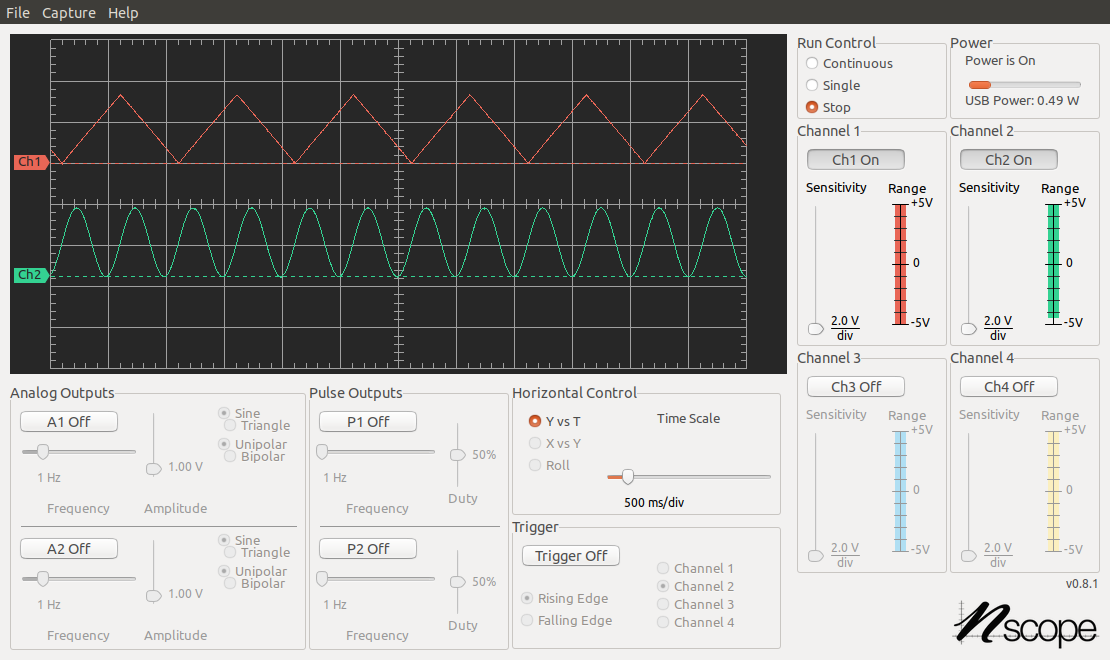 File Capture Help
Run Control
Continuous
Single
Stop
Power
Power is On
USB Power: 0.49 W
Ch1
Ch2
Channel 1
Ch1 On
Sensitivity Range
+5V
0
-5V
2.0 V
div
Channel 2
Ch2 On
Sensitivity Range
+5V
0
-5V
2.0 V
div
Channel 3
Ch3 Off
Sensitivity Range
+5V
0
-5V
2.0 V
div
Channel 4
Ch4 Off
Sensitivity Range
+5V
0
-5V
2.0 V
div
Analog Outputs
A1 Off
Sine
Triangle
Unipolar
Bipolar
1.00 V
1 Hz
Frequency Amplitude
A2 Off
Sine
Triangle
Unipolar
Bipolar
1.00 V
1 Hz
Frequency Amplitude
Pulse Outputs
P1 Off
50%
1 Hz
Duty
Frequency
P2 Off
50%
1 Hz
Duty
Frequency
Horizontal Control
Y vs T
X vs Y
Roll
Time Scale
500 ms/div
Trigger
Trigger Off
Rising Edge
Falling Edge
Channel 1
Channel 2
Channel 3
Channel 4
v0.8.1
nscope